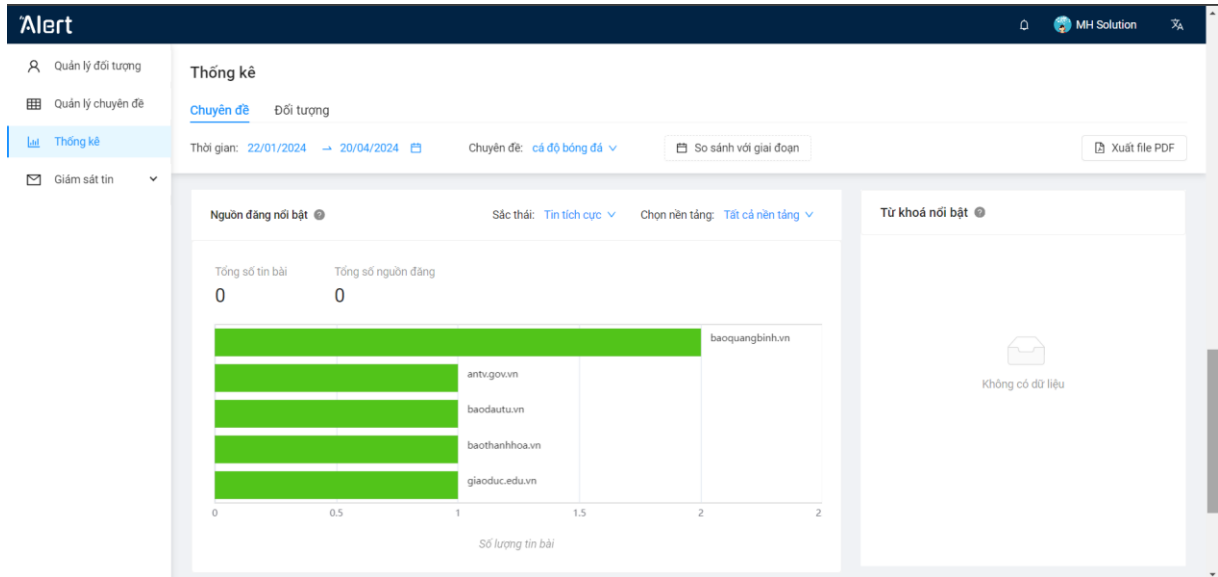 Alert
MH Solution
Quản lý đối tượng
Quản lý chuyên đề
Thống kê
Giám sát tin
Thống kê
Chuyên đề Đối tượng
Thời gian: 22/01/2024 → 20/04/2024 Chuyên đề: cá độ bóng đá So sánh với giai đoạn Xuất file PDF
Nguồn đăng nổi bật Sắc thái: Tin tích cực Chọn nền tảng: Tất cả nền tảng
Tổng số tin bài Tổng số nguồn đăng
0 0
baoquangbinh.vn
antv.gov.vn
baodautu.vn
baothanhhoa.vn
giaoduc.edu.vn
0 0.5 1 1.5 2 2
Số lượng tin bài
Từ khoá nổi bật
Không có dữ liệu